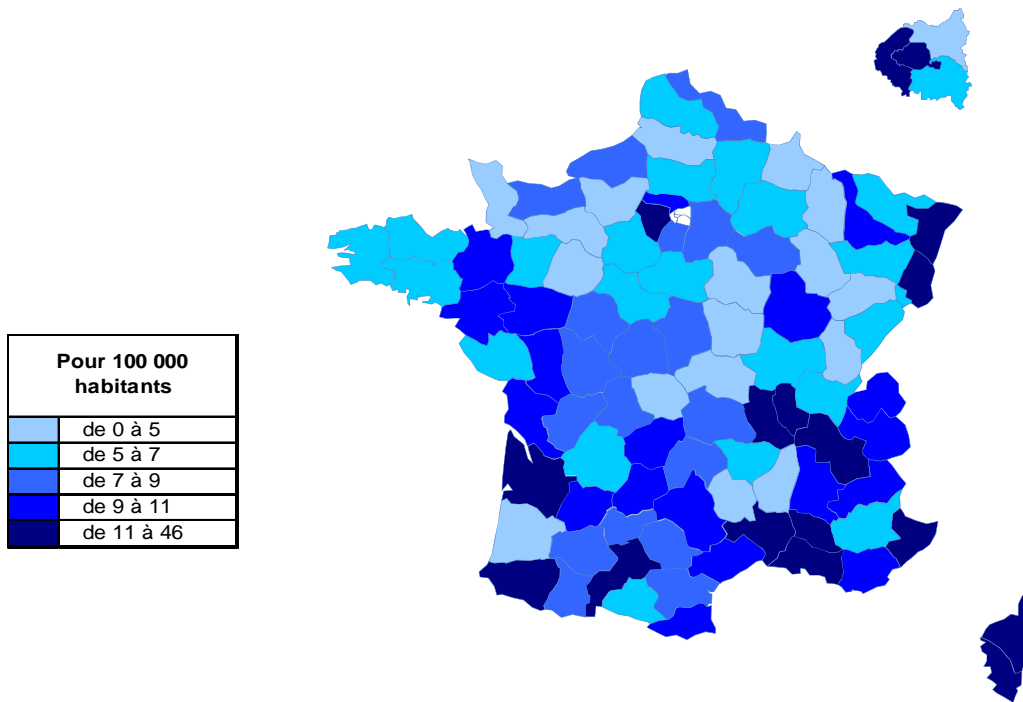 Pour 100 000
habitants
de 0 à 5
de 5 à 7
de 7 à 9
de 9 à 11
de 11 à 46